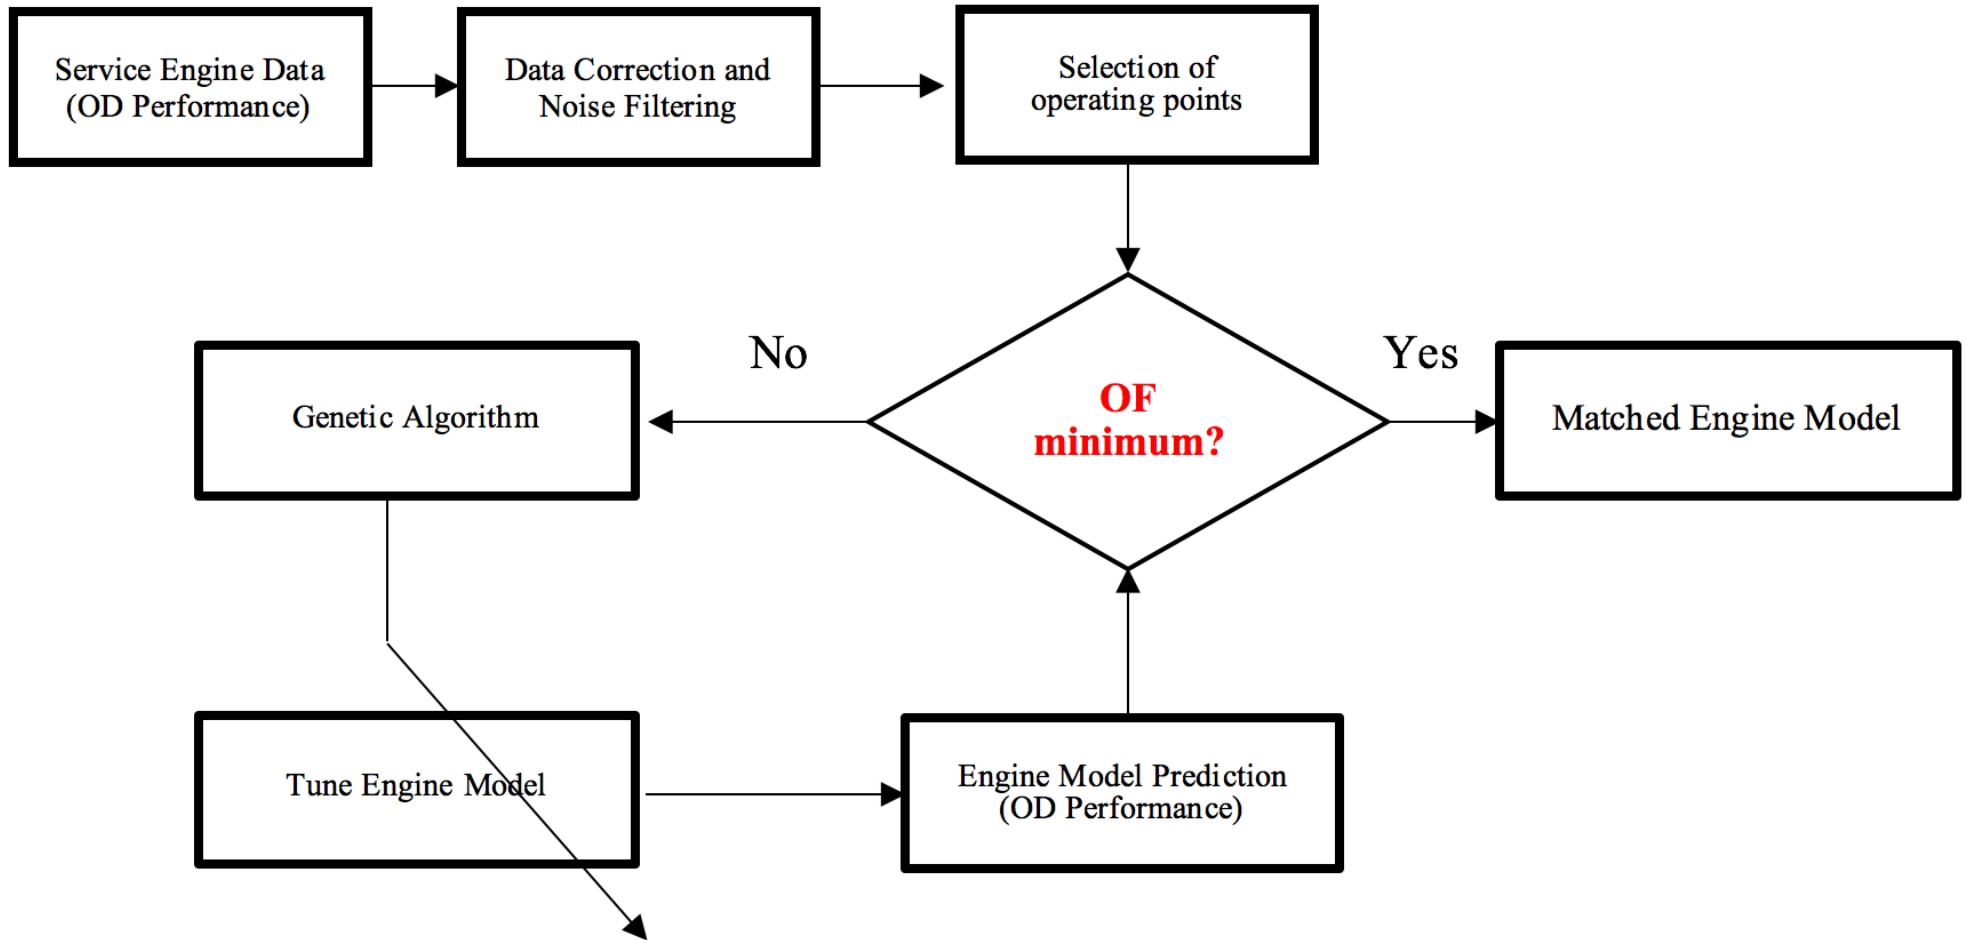 Service Engine Data
(OD Performance)
Data Correction and
Noise Filtering
Selection of
operating points
No
Yes
Genetic Algorithm
OF
minimum?
Matched Engine Model
Tune Engine Model
Engine Model Prediction
(OD Performance)